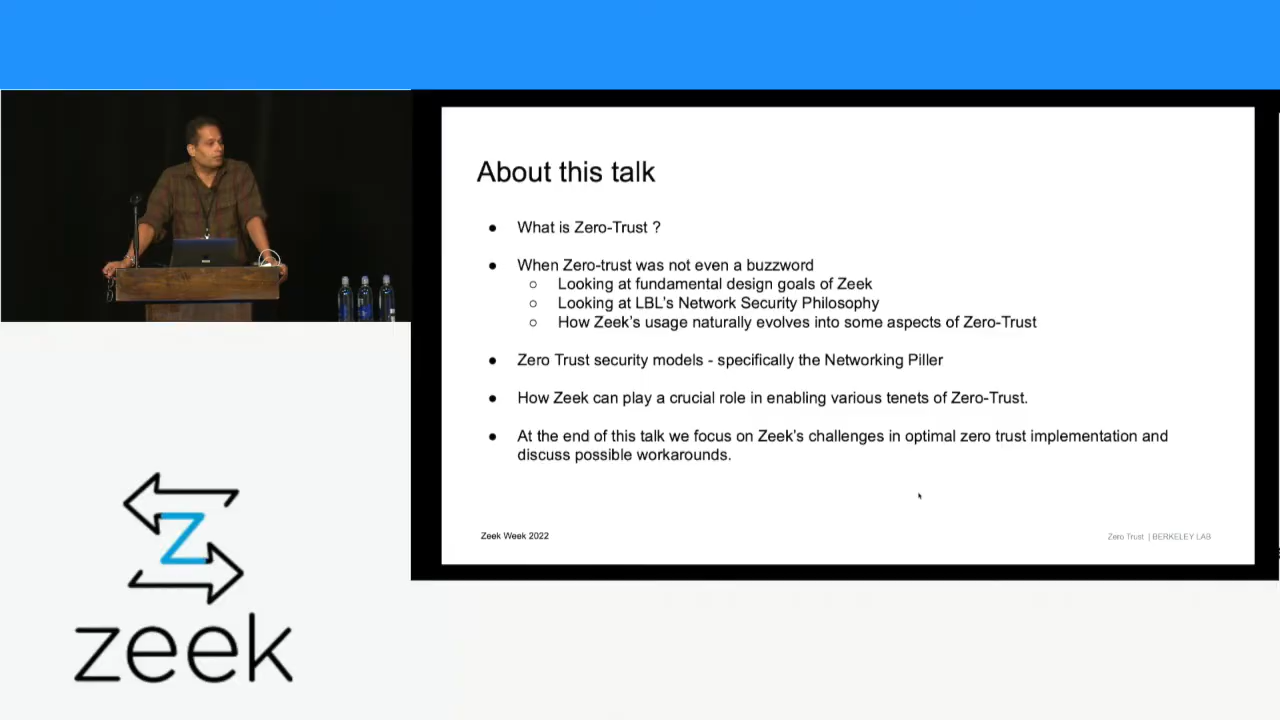 About this talk
● What is Zero-Trust ?
● When Zero-trust was not even a buzzword
○ Looking at fundamental design goals of Zeek
○ Looking at LBL's Network Security Philosophy
○ How Zeek's usage naturally evolves into some aspects of Zero-Trust
● Zero Trust security models - specifically the Networking Piller
● How Zeek can play a crucial role in enabling various tenets of Zero-Trust.
● At the end of this talk we focus on Zeek's challenges in optimal zero trust implementation and
discuss possible workarounds.
Zeek Week 2022
Zero Trust | BERKELEY LAB
Z
zeek